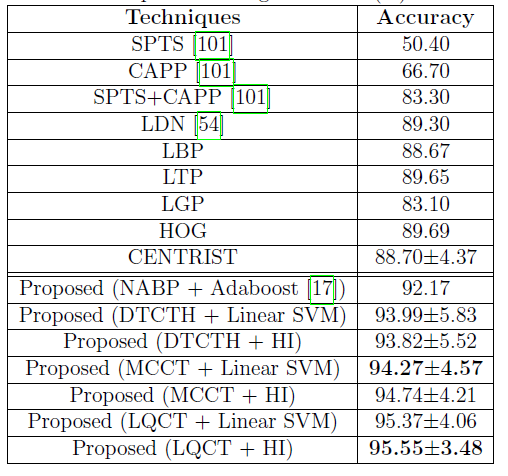 Techniques Accuracy
SPTS [101] 50.40
CAPP [101] 66.70
SPTS+CAPP [101] 83.30
LDN [54] 89.30
LBP 88.67
LTP 89.65
LGP 83.10
HOG 89.69
CENTRIST 88.70±4.37
Proposed (NABP + Adaboost [17]) 92.17
Proposed (DTCTH + Linear SVM) 93.99±5.83
Proposed (DTCTH + HI) 93.82±5.52
Proposed (MCCT + Linear SVM) 94.27±4.57
Proposed (MCCT + HI) 94.74±4.21
Proposed (LQCT + Linear SVM) 95.37±4.06
Proposed (LQCT + HI) 95.55±3.48